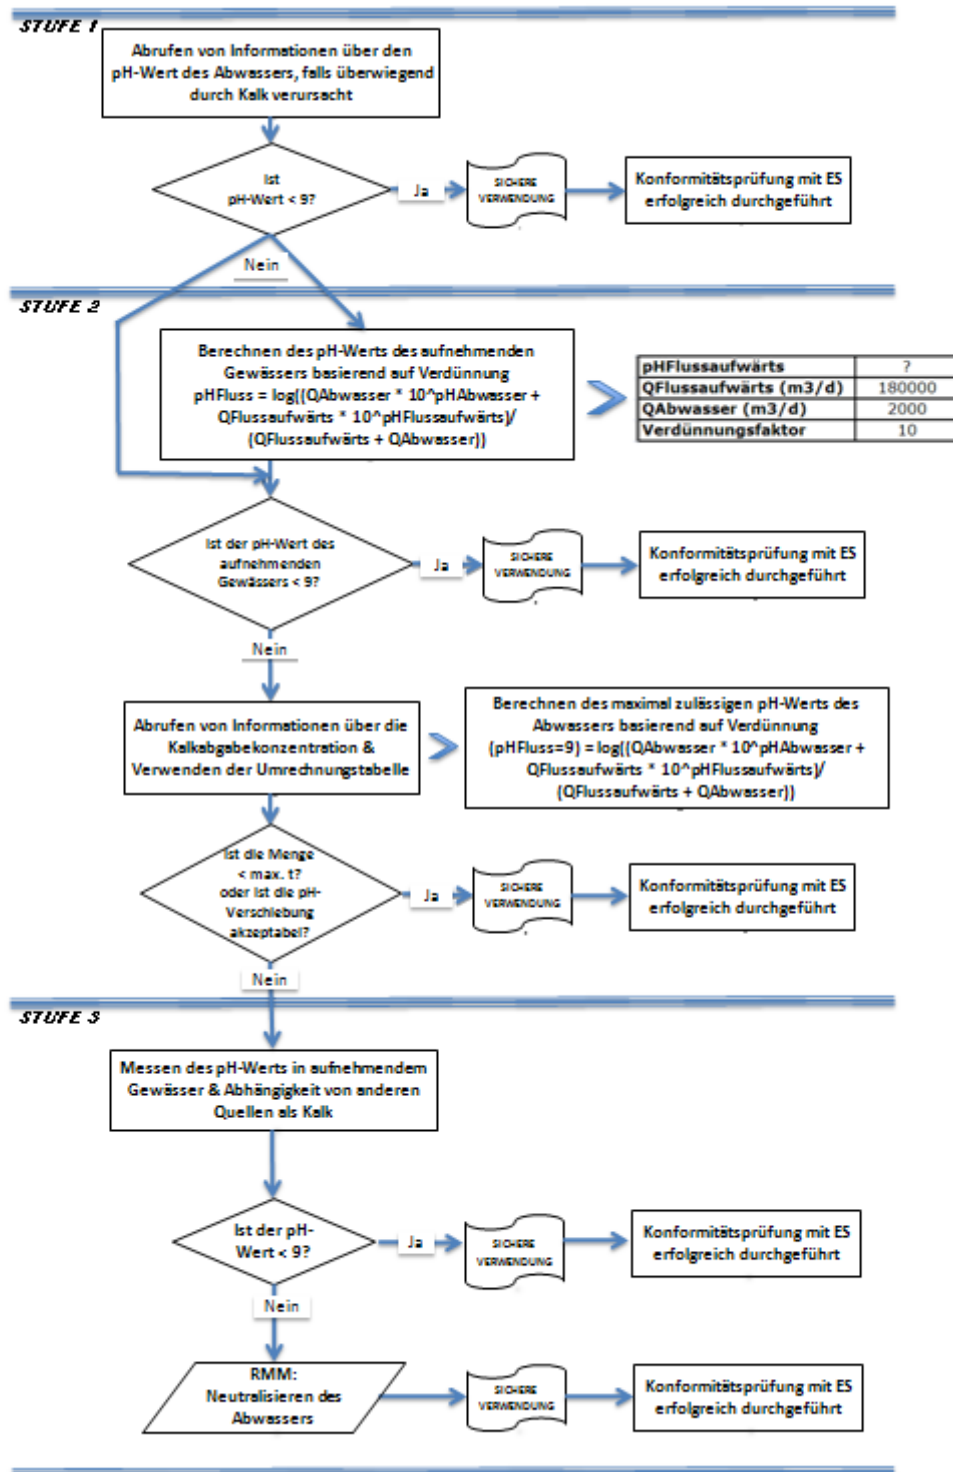 STUFE 1
Abrufen von Informationen über den
pH-Wert des Abwassers, falls überwiegend
durch Kalk verursacht
Ist
pH-Wert < 9?
Ja
SICHERE
VERWENDUNG
Konformitätsprüfung mit ES
erfolgreich durchgeführt
Nein
STUFE 2
Berechnen des pH-Werts des aufnehmenden
Gewässers basierend auf Verdünnung
pHFluss = log((QAbwasser * 10^pHAbwasser +
QFlussaufwärts * 10^pHFlussaufwärts)/
(QFlussaufwärts + QAbwasser))
pHFlussaufwärts ?
QFlussaufwärts (m3/d) 180000
QAbwasser (m3/d) 2000
Verdünnungsfaktor 10
Ist der pH-Wert des
aufnehmenden
Gewässers < 9?
Ja
SICHERE
VERWENDUNG
Konformitätsprüfung mit ES
erfolgreich durchgeführt
Nein
Abrufen von Informationen über die
Kalkabgabekonzentration &
Verwenden der Umrechnungstabelle
Berechnen des maximal zulässigen pH-Werts des
Abwassers basierend auf Verdünnung
(pHFluss=9) = log((QAbwasser * 10^pHAbwasser +
QFlussaufwärts * 10^pHFlussaufwärts)/
(QFlussaufwärts + QAbwasser))
Ist die Menge
< max. t?
oder ist die pH-
Verschiebung
akzeptabel?
Ja
SICHERE
VERWENDUNG
Konformitätsprüfung mit ES
erfolgreich durchgeführt
Nein
STUFE 3
Messen des pH-Werts in aufnehmendem
Gewässer & Abhängigkeit von anderen
Quellen als Kalk
Ist der pH-
Wert < 9?
Ja
SICHERE
VERWENDUNG
Konformitätsprüfung mit ES
erfolgreich durchgeführt
Nein
RMM:
Neutralisieren des
Abwassers
SICHERE
VERWENDUNG
Konformitätsprüfung mit ES
erfolgreich durchgeführt